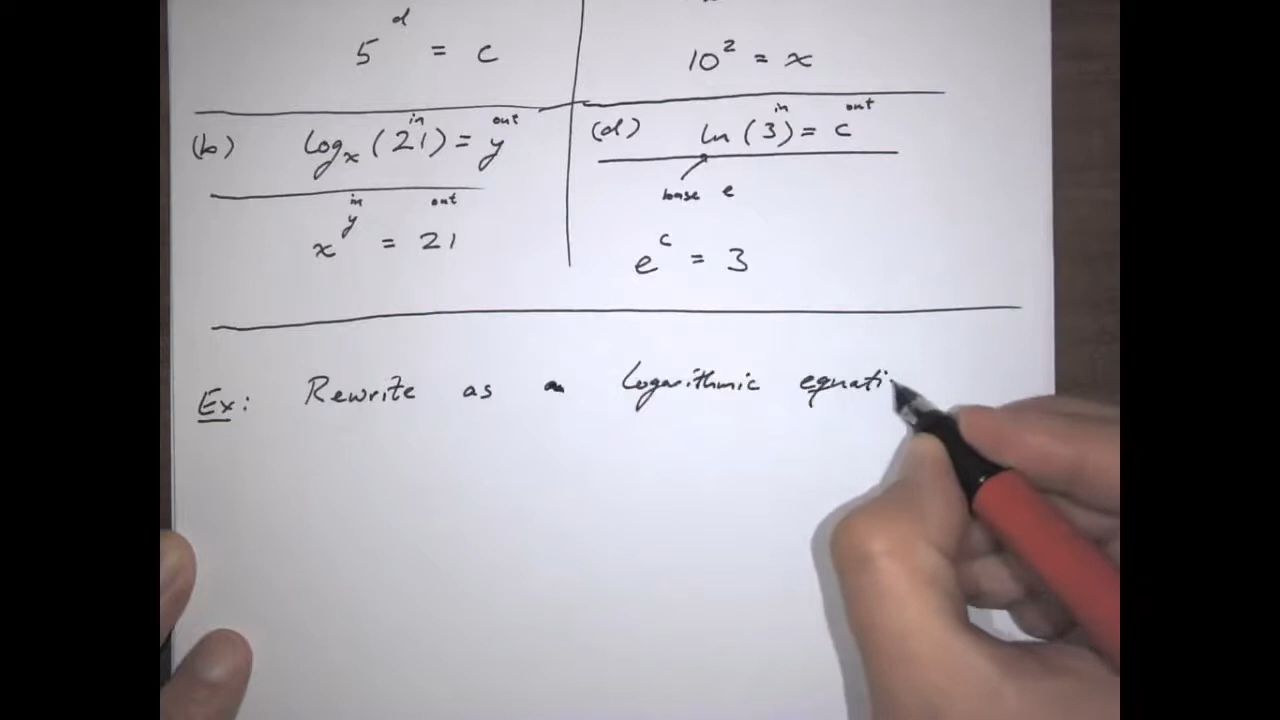 5^d = c
10^2 = x
(b) log_x (21) = y in out
x^y = 21 in out
(d) ln (3) = c in out
base e
e^c = 3
Ex: Rewrite as a logarithmic equati